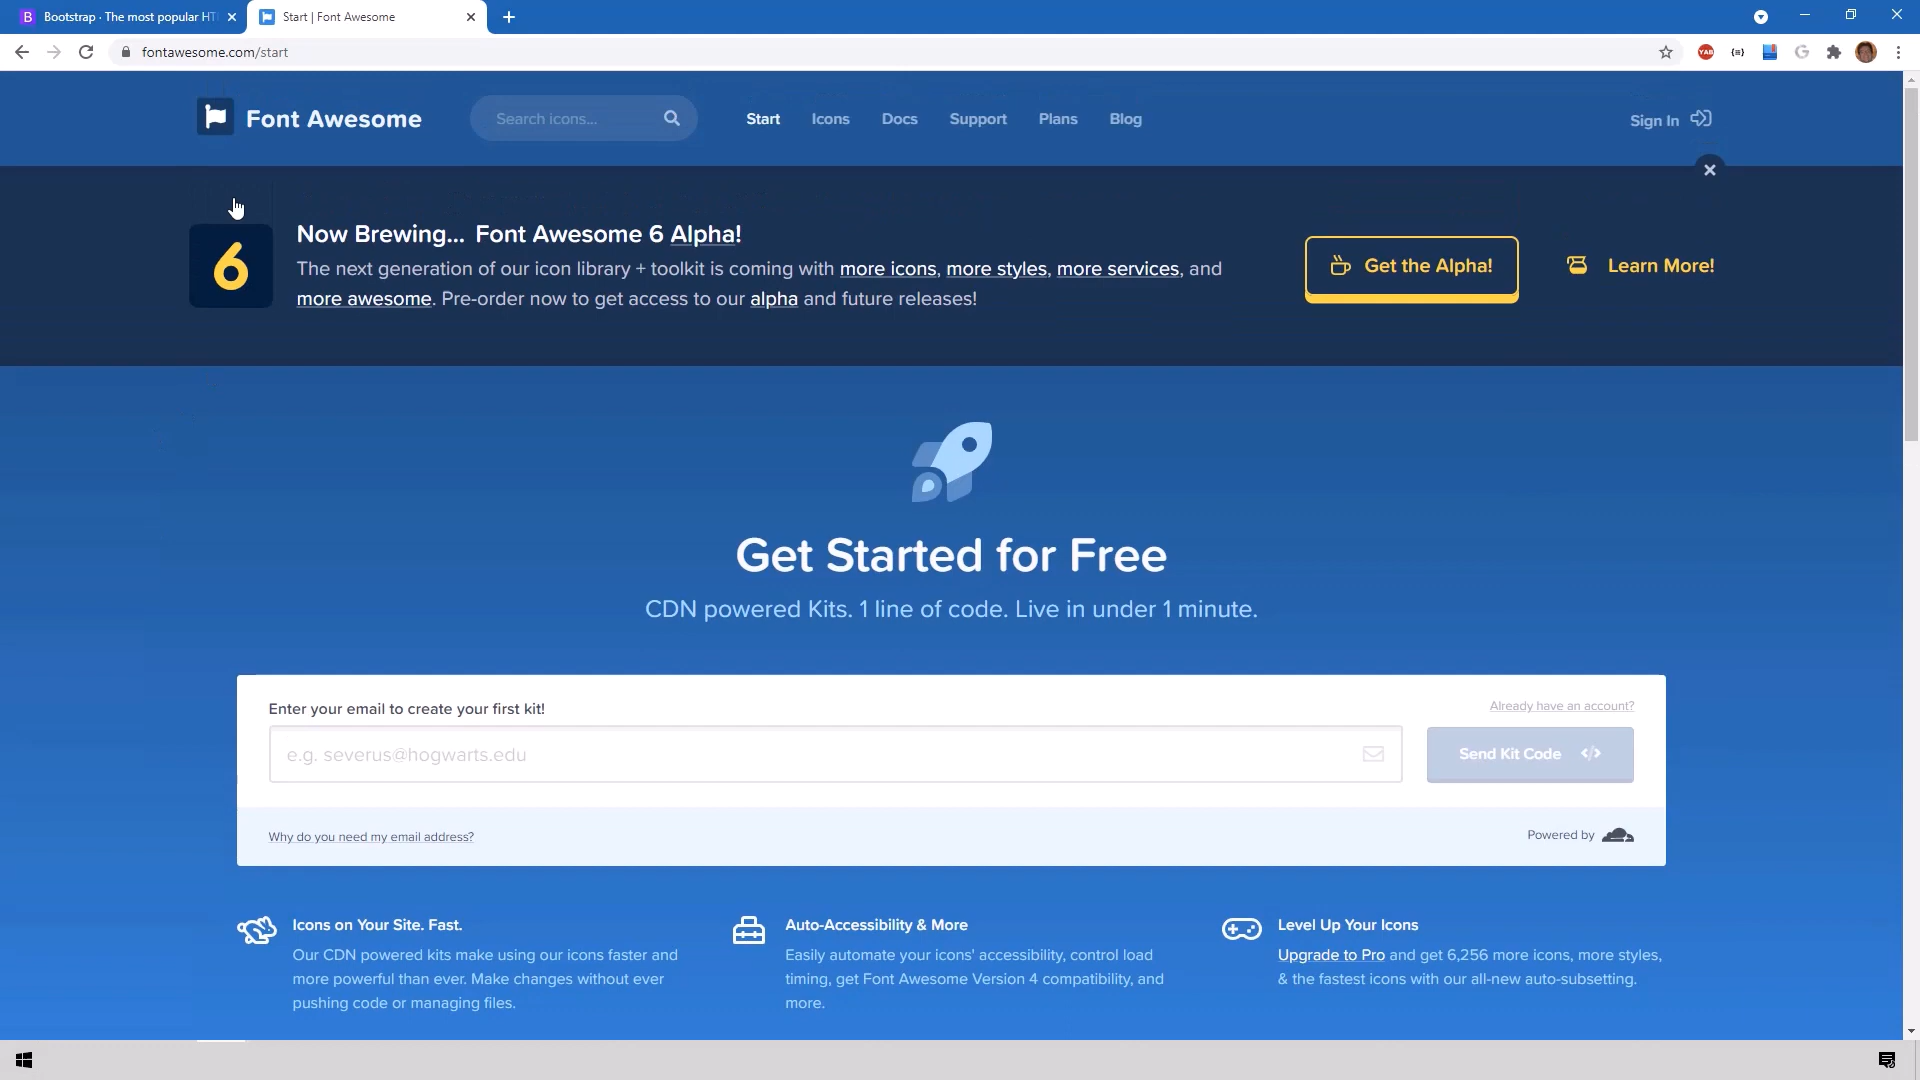 Bootstrap · The most popular HT
Start | Font Awesome
fontawesome.com/start
YAB
Font Awesome
Search icons...
Start
Icons
Docs
Support
Plans
Blog
Sign In
6
Now Brewing... Font Awesome 6 Alpha!
The next generation of our icon library + toolkit is coming with more icons, more styles, more services, and
more awesome. Pre-order now to get access to our alpha and future releases!
Get the Alpha!
Learn More!
Get Started for Free
CDN powered Kits. 1 line of code. Live in under 1 minute.
Enter your email to create your first kit!
Already have an account?
e.g. severus@hogwarts.edu
Send Kit Code
Why do you need my email address?
Powered by
Icons on Your Site. Fast.
Our CDN powered kits make using our icons faster and
more powerful than ever. Make changes without ever
pushing code or managing files.
Auto-Accessibility & More
Easily automate your icons' accessibility, control load
timing, get Font Awesome Version 4 compatibility, and
more.
Level Up Your Icons
Upgrade to Pro and get 6,256 more icons, more styles,
& the fastest icons with our all-new auto-subsetting.